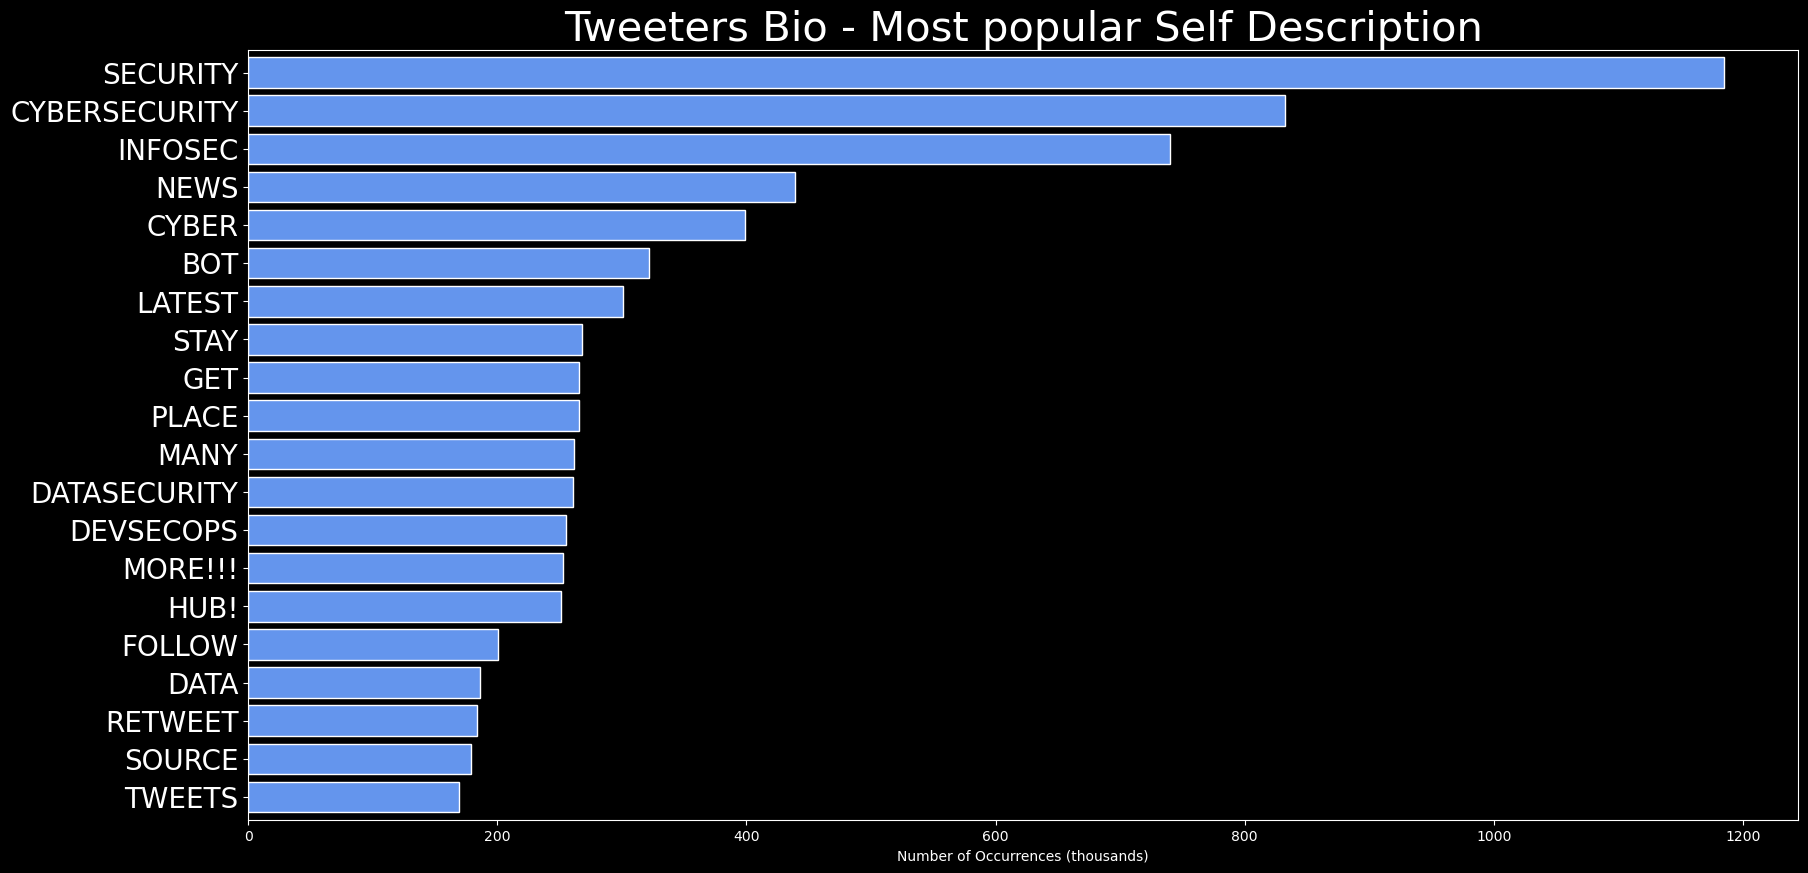 Tweeters Bio - Most popular Self Description
SECURITY
CYBERSECURITY
INFOSEC
NEWS
CYBER
BOT
LATEST
STAY
GET
PLACE
MANY
DATASECURITY
DEVSECOPS
MORE!!!
HUB!
FOLLOW
DATA
RETWEET
SOURCE
TWEETS
0 200 400 600 800 1000 1200
Number of Occurrences (thousands)